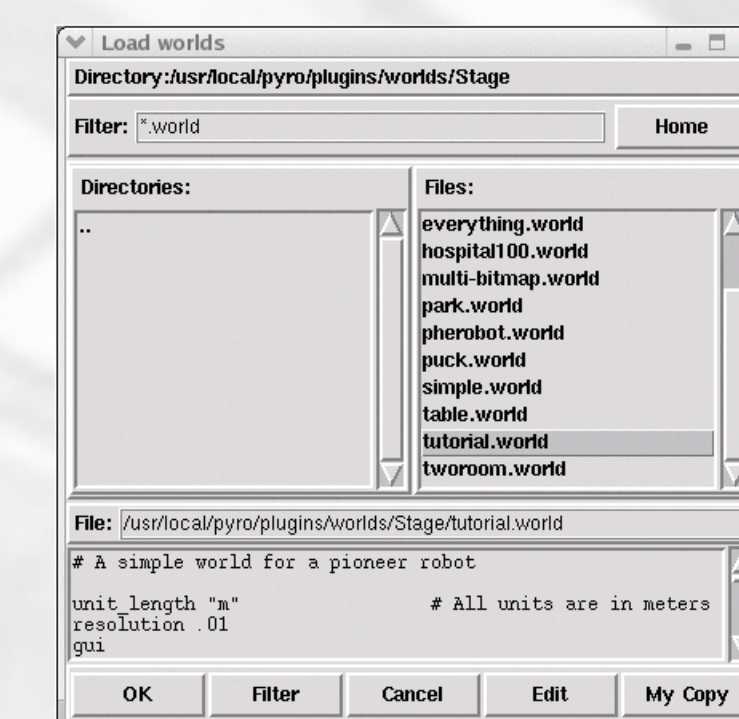 Load worlds
Directory:/usr/local/pyro/plugins/worlds/Stage
Filter: *.world
Home
Directories:
..
Files:
everything.world
hospital100.world
multi-bitmap.world
park.world
pherobot.world
puck.world
simple.world
table.world
tutorial.world
tworoom.world
File: /usr/local/pyro/plugins/worlds/Stage/tutorial.world
# A simple world for a pioneer robot
unit_length "m" # All units are in meters
resolution .01
gui
OK Filter Cancel Edit My Copy